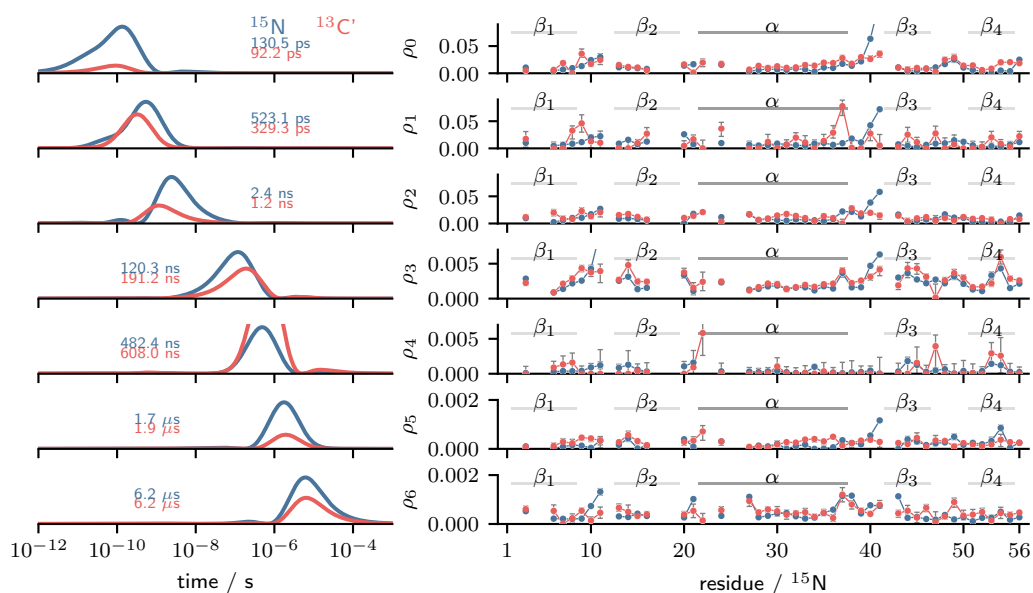 ¹⁵N ¹³C'
130.5 ps
92.2 ps
ρ₀
0.05
0.00
β₁ β₂ α β₃ β₄
523.1 ps
329.3 ps
ρ₁
0.05
0.00
β₁ β₂ α β₃ β₄
2.4 ns
1.2 ns
ρ₂
0.05
0.00
β₁ β₂ α β₃ β₄
120.3 ns
191.2 ns
ρ₃
0.005
0.000
β₁ β₂ α β₃ β₄
482.4 ns
608.0 ns
ρ₄
0.005
0.000
β₁ β₂ α β₃ β₄
1.7 μs
1.9 μs
ρ₅
0.002
0.000
β₁ β₂ α β₃ β₄
6.2 μs
6.2 μs
ρ₆
0.002
0.000
β₁ β₂ α β₃ β₄
10⁻¹² 10⁻¹⁰ 10⁻⁸ 10⁻⁶ 10⁻⁴
1 10 20 30 40 50 56
time / s
residue / ¹⁵N